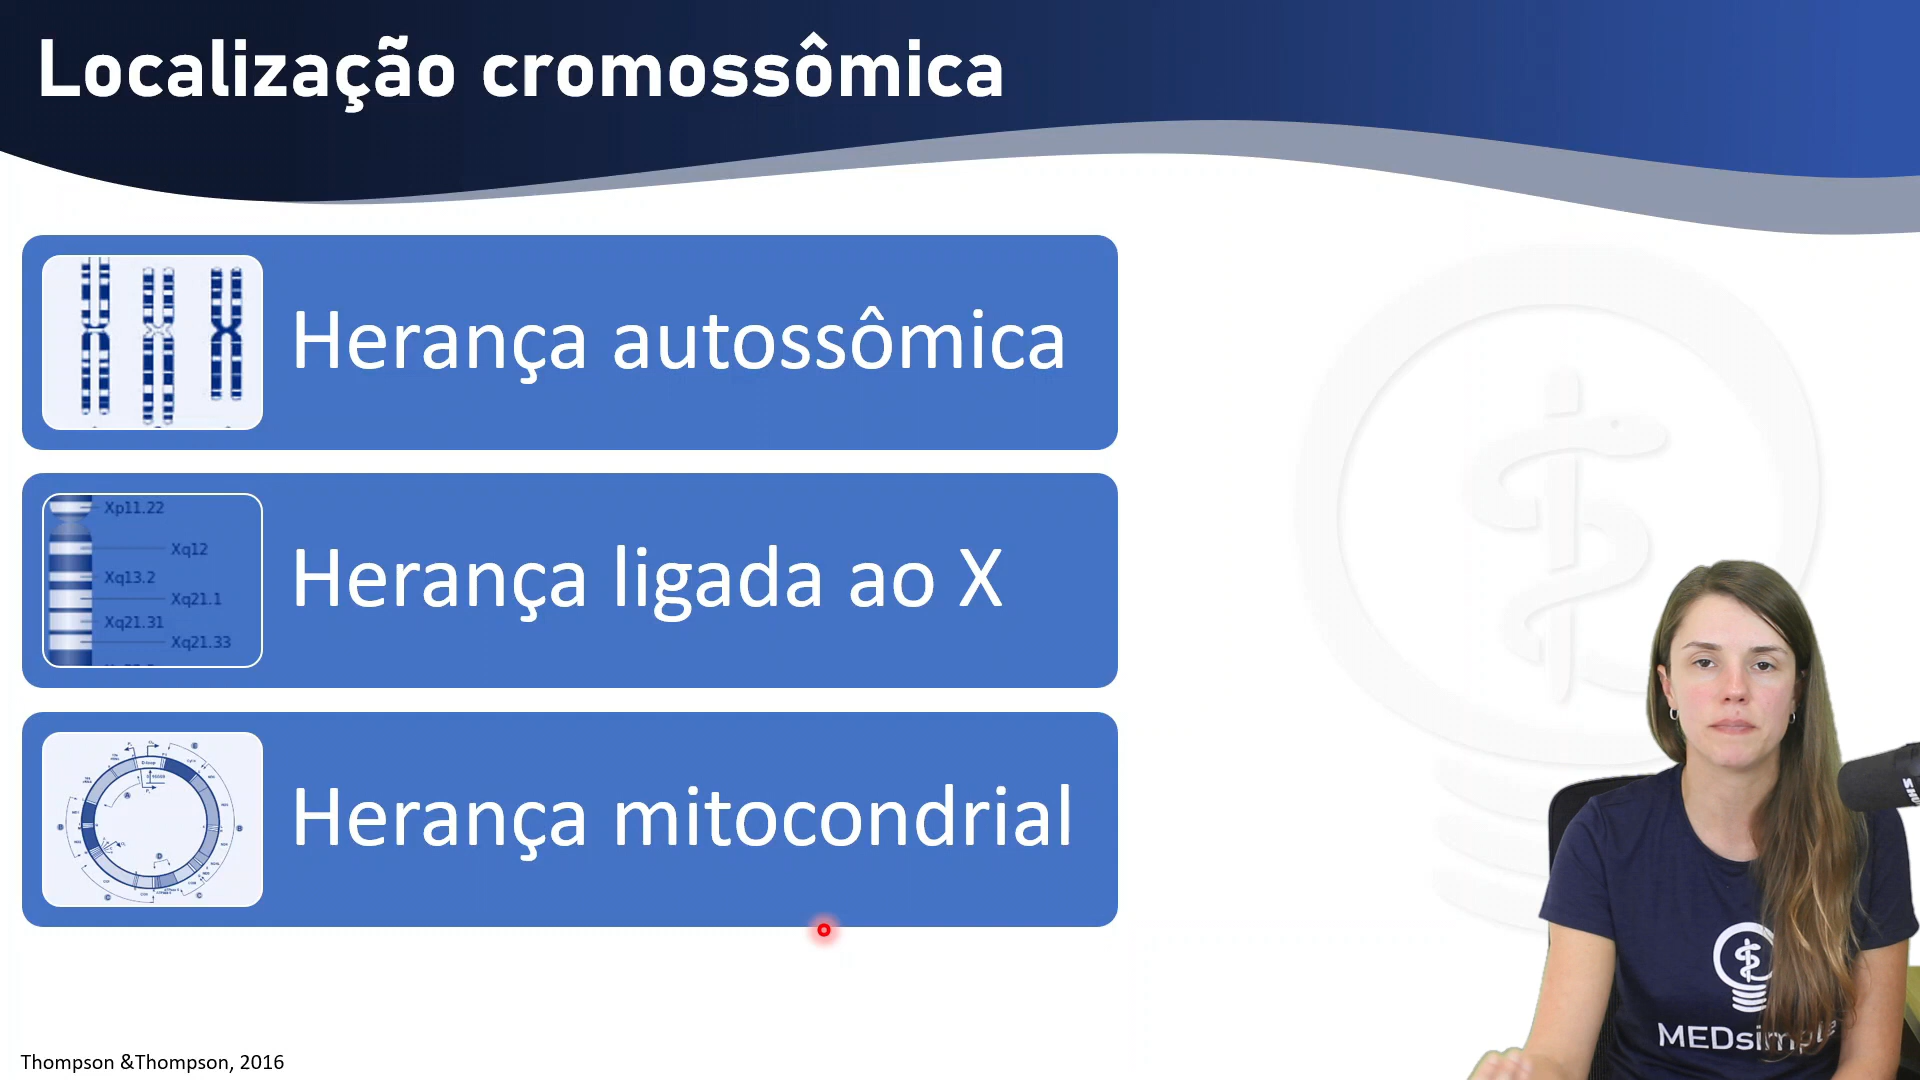 Localização cromossômica
Herança autossômica
Xp11.22
Xq12
Xq13.2
Xq21.1
Xq21.31
Xq21.33
Herança ligada ao X
Herança mitocondrial
Thompson &Thompson, 2016
MEDsimple